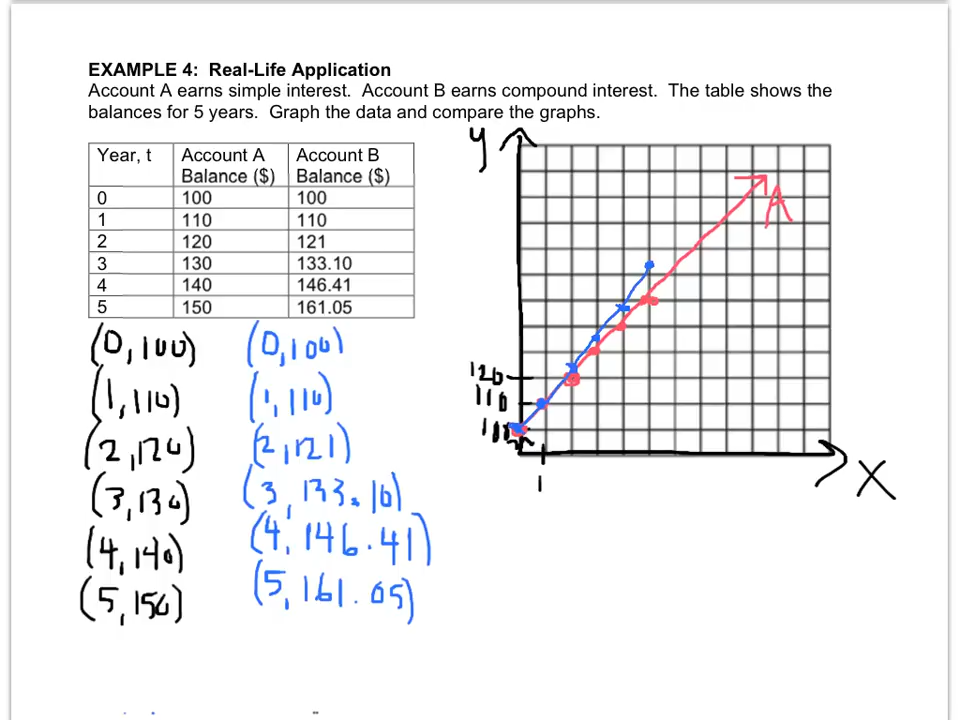 EXAMPLE 4: Real-Life Application
Account A earns simple interest. Account B earns compound interest. The table shows the
balances for 5 years. Graph the data and compare the graphs.
Year, t Account A Balance ($) Account B Balance ($)
0 100 100
1 110 110
2 120 121
3 130 133.10
4 140 146.41
5 150 161.05
(0,100) (0,100)
(1,110) (1,110)
(2,120) (2,121)
(3,130) (3,133.10)
(4,140) (4,146.41)
(5,150) (5,161.05)
y
A
120
110
1
X